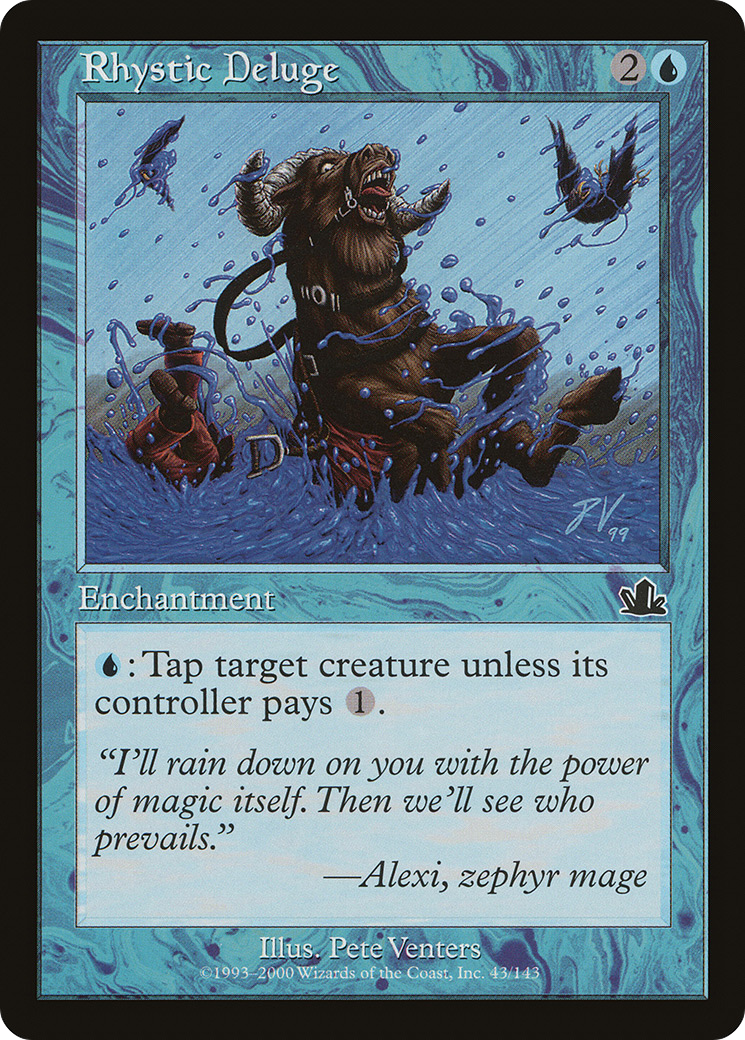 Rhystic Deluge 2
PV
99
Enchantment
: Tap target creature unless its
controller pays 1.
“I’ll rain down on you with the power
of magic itself. Then we’ll see who
prevails.”
—Alexi, zephyr mage
Illus. Pete Venters
©1993–2000 Wizards of the Coast, Inc. 43/143